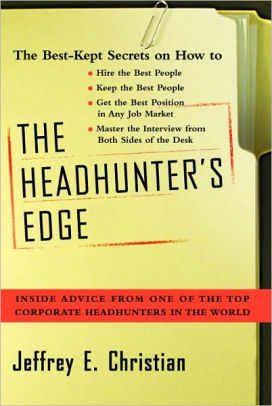 The Best-Kept Secrets on How to
• Hire the Best People
• Keep the Best People
• Get the Best Position
in Any Job Market
• Master the Interview from
Both Sides of the Desk
THE
HEADHUNTER'S
EDGE
INSIDE ADVICE FROM ONE OF THE TOP
CORPORATE HEADHUNTERS IN THE WORLD
Jeffrey E. Christian